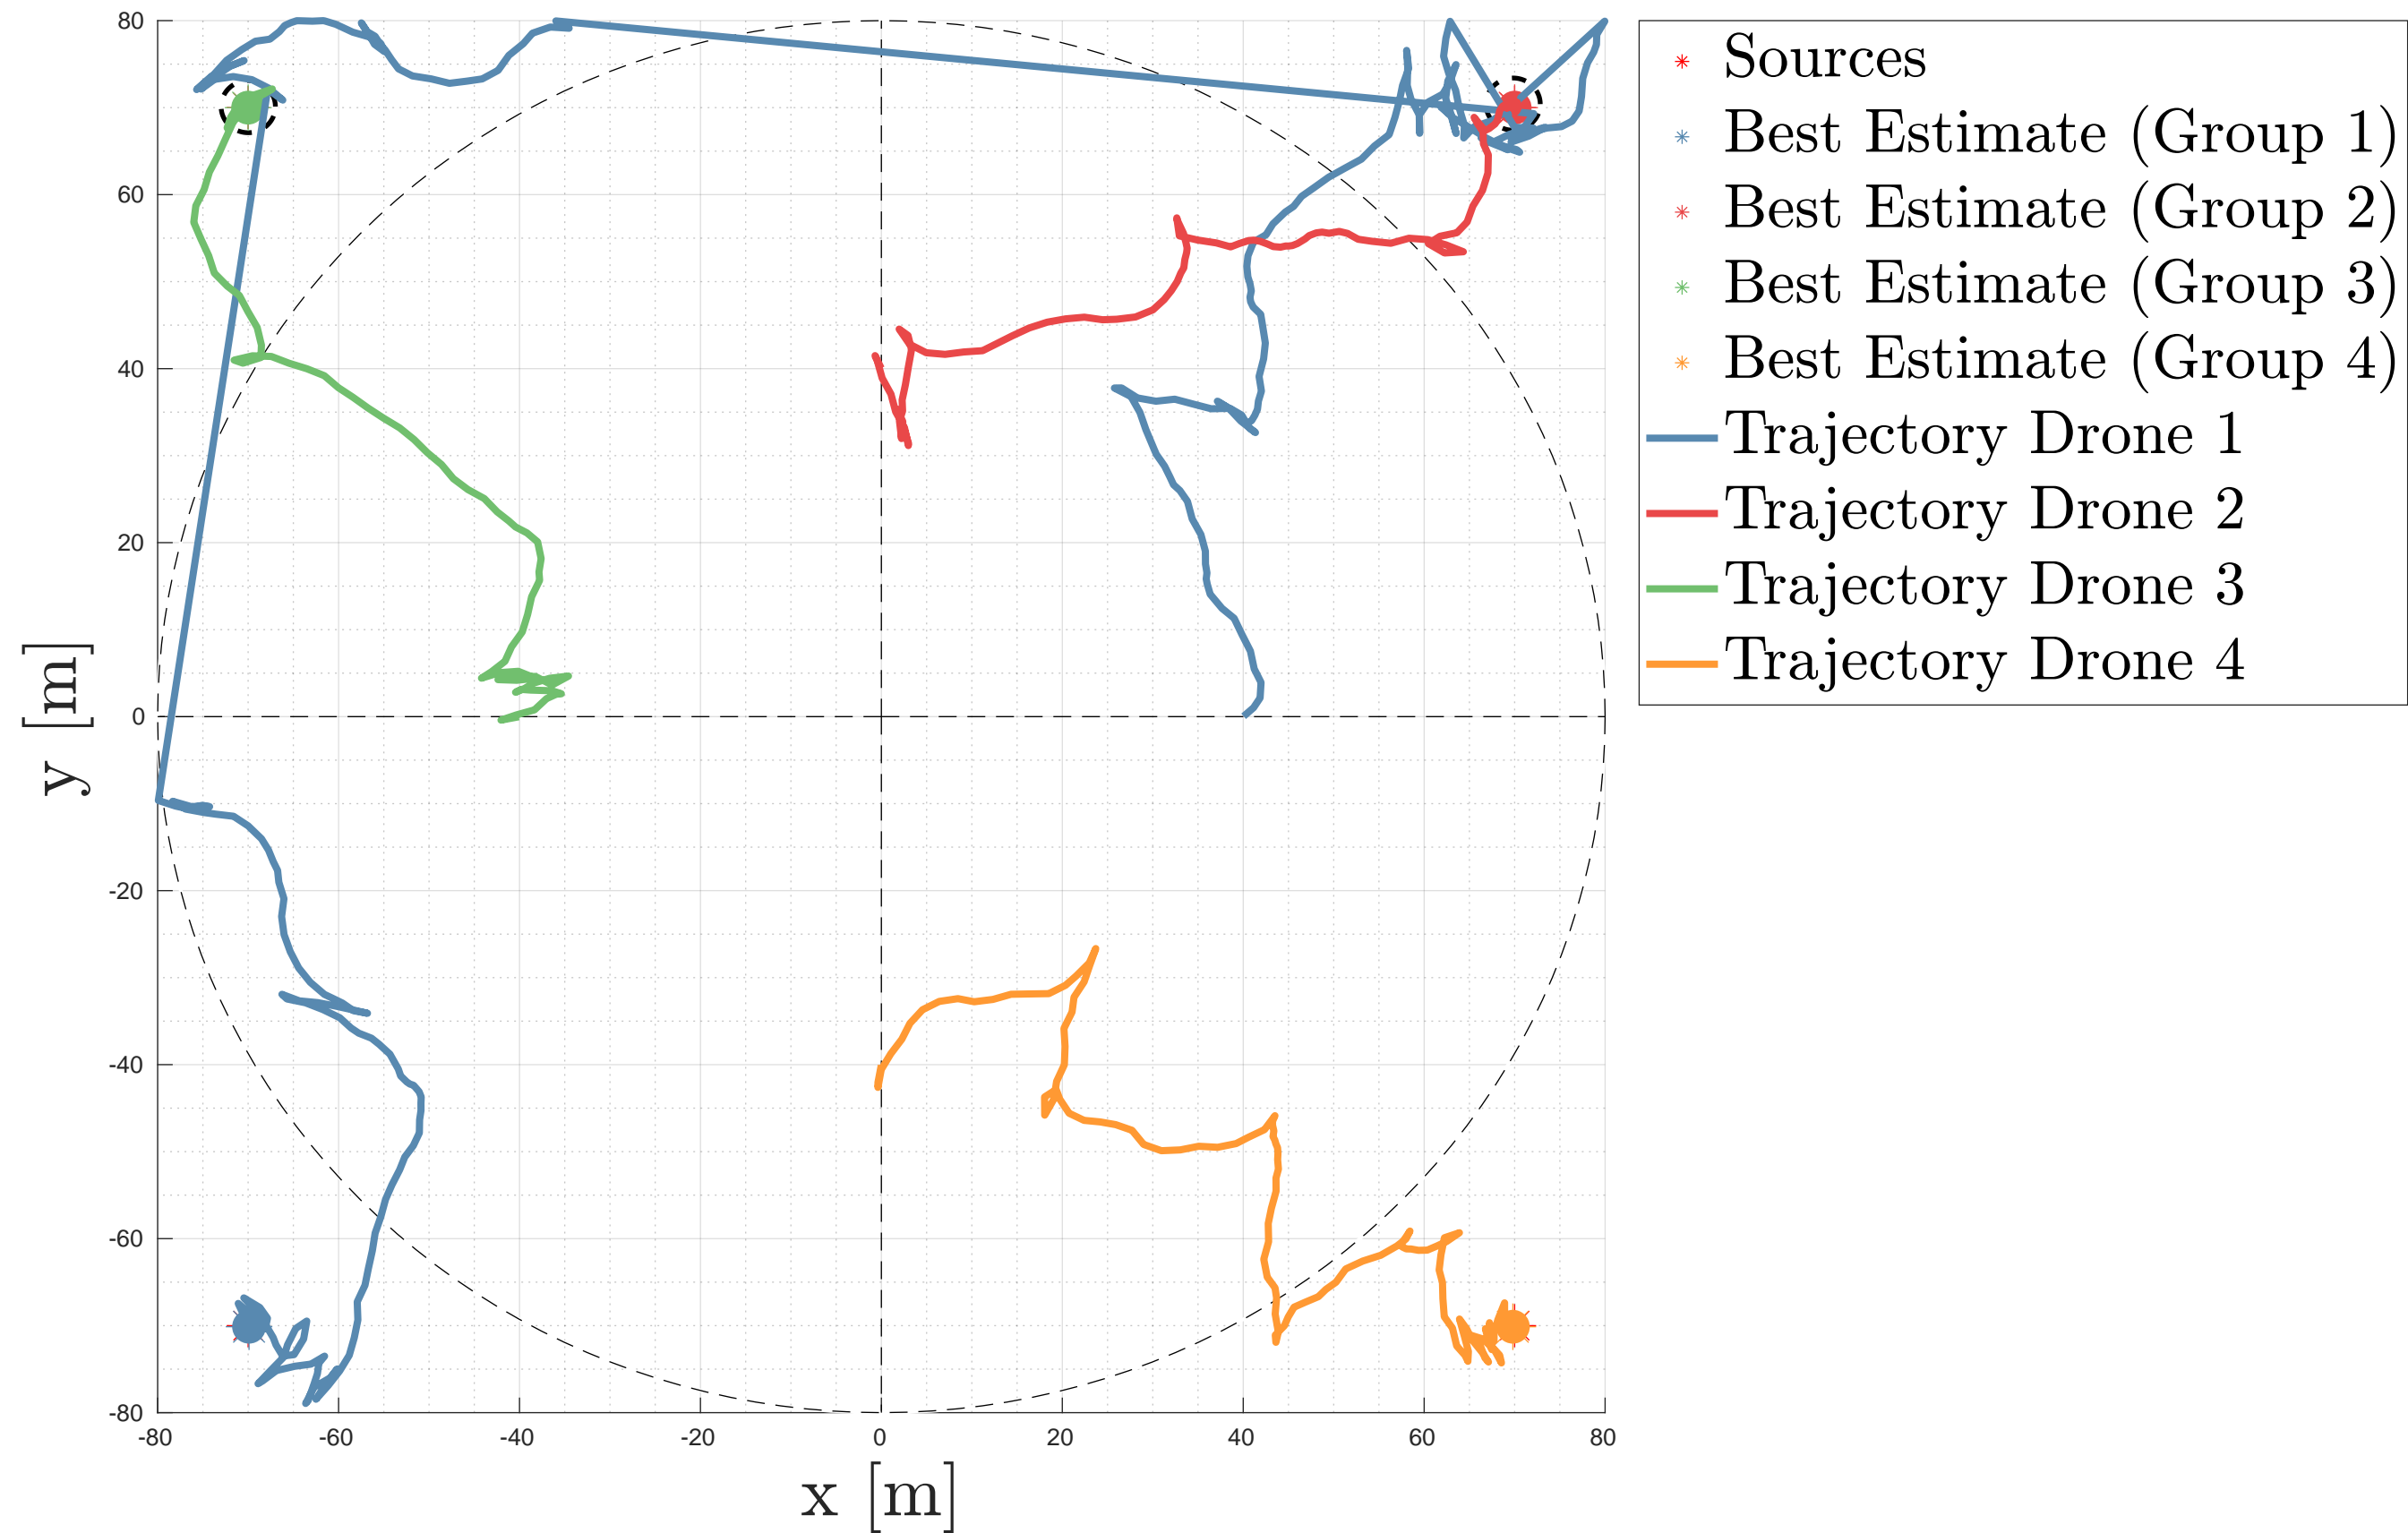 80
60
40
20
0
-20
-40
-60
-80
-80 -60 -40 -20 0 20 40 60 80
x [m]
y [m]
Sources
Best Estimate (Group 1)
Best Estimate (Group 2)
Best Estimate (Group 3)
Best Estimate (Group 4)
Trajectory Drone 1
Trajectory Drone 2
Trajectory Drone 3
Trajectory Drone 4